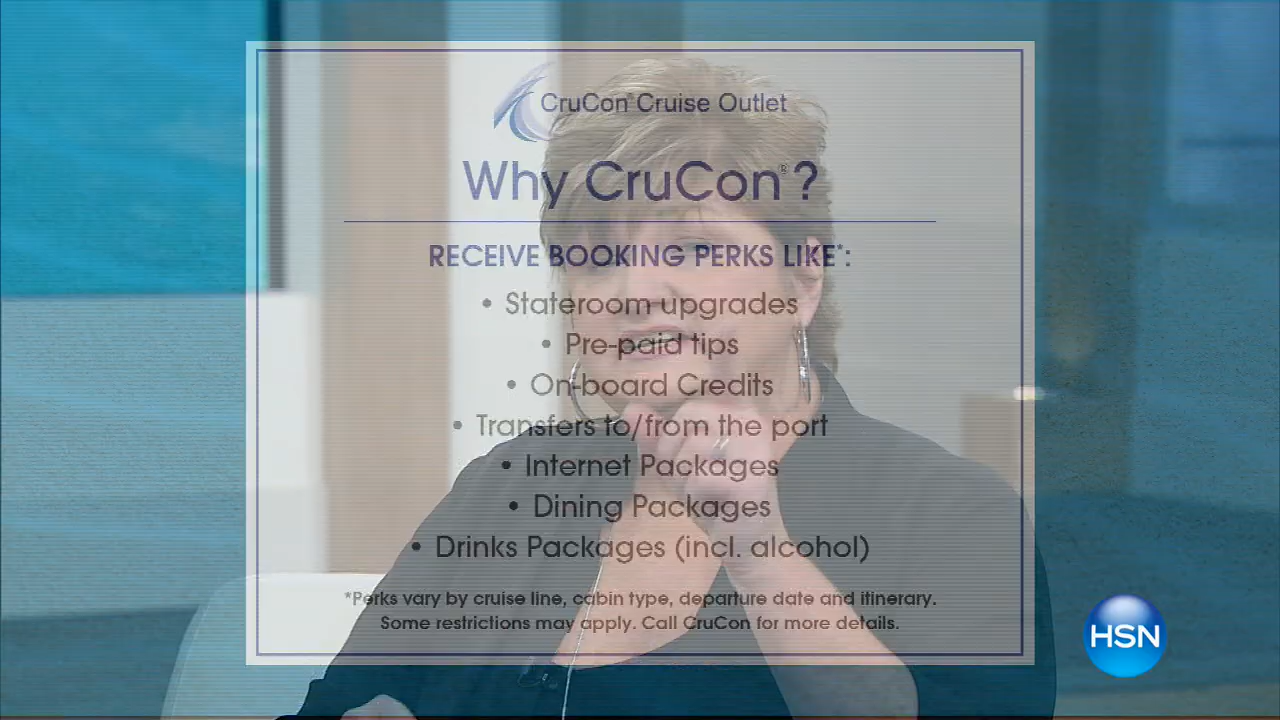 CruCon® Cruise Outlet
Why CruCon®?
RECEIVE BOOKING PERKS LIKE*:
• Stateroom upgrades
• Pre-paid tips
• On-board Credits
• Transfers to/from the port
• Internet Packages
• Dining Packages
• Drinks Packages (incl. alcohol)
*Perks vary by cruise line, cabin type, departure date and itinerary.
Some restrictions may apply. Call CruCon for more details.
HSN